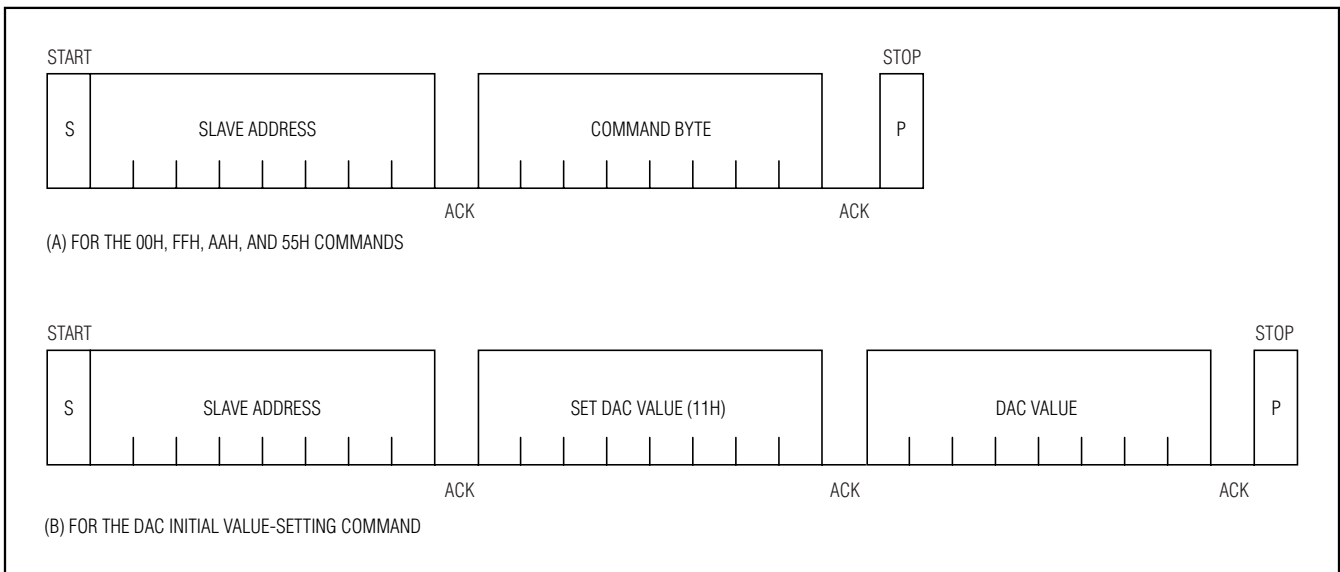 START STOP
S SLAVE ADDRESS COMMAND BYTE P
ACK ACK
(A) FOR THE 00H, FFH, AAH, AND 55H COMMANDS
START STOP
S SLAVE ADDRESS SET DAC VALUE (11H) DAC VALUE P
ACK ACK ACK
(B) FOR THE DAC INITIAL VALUE-SETTING COMMAND